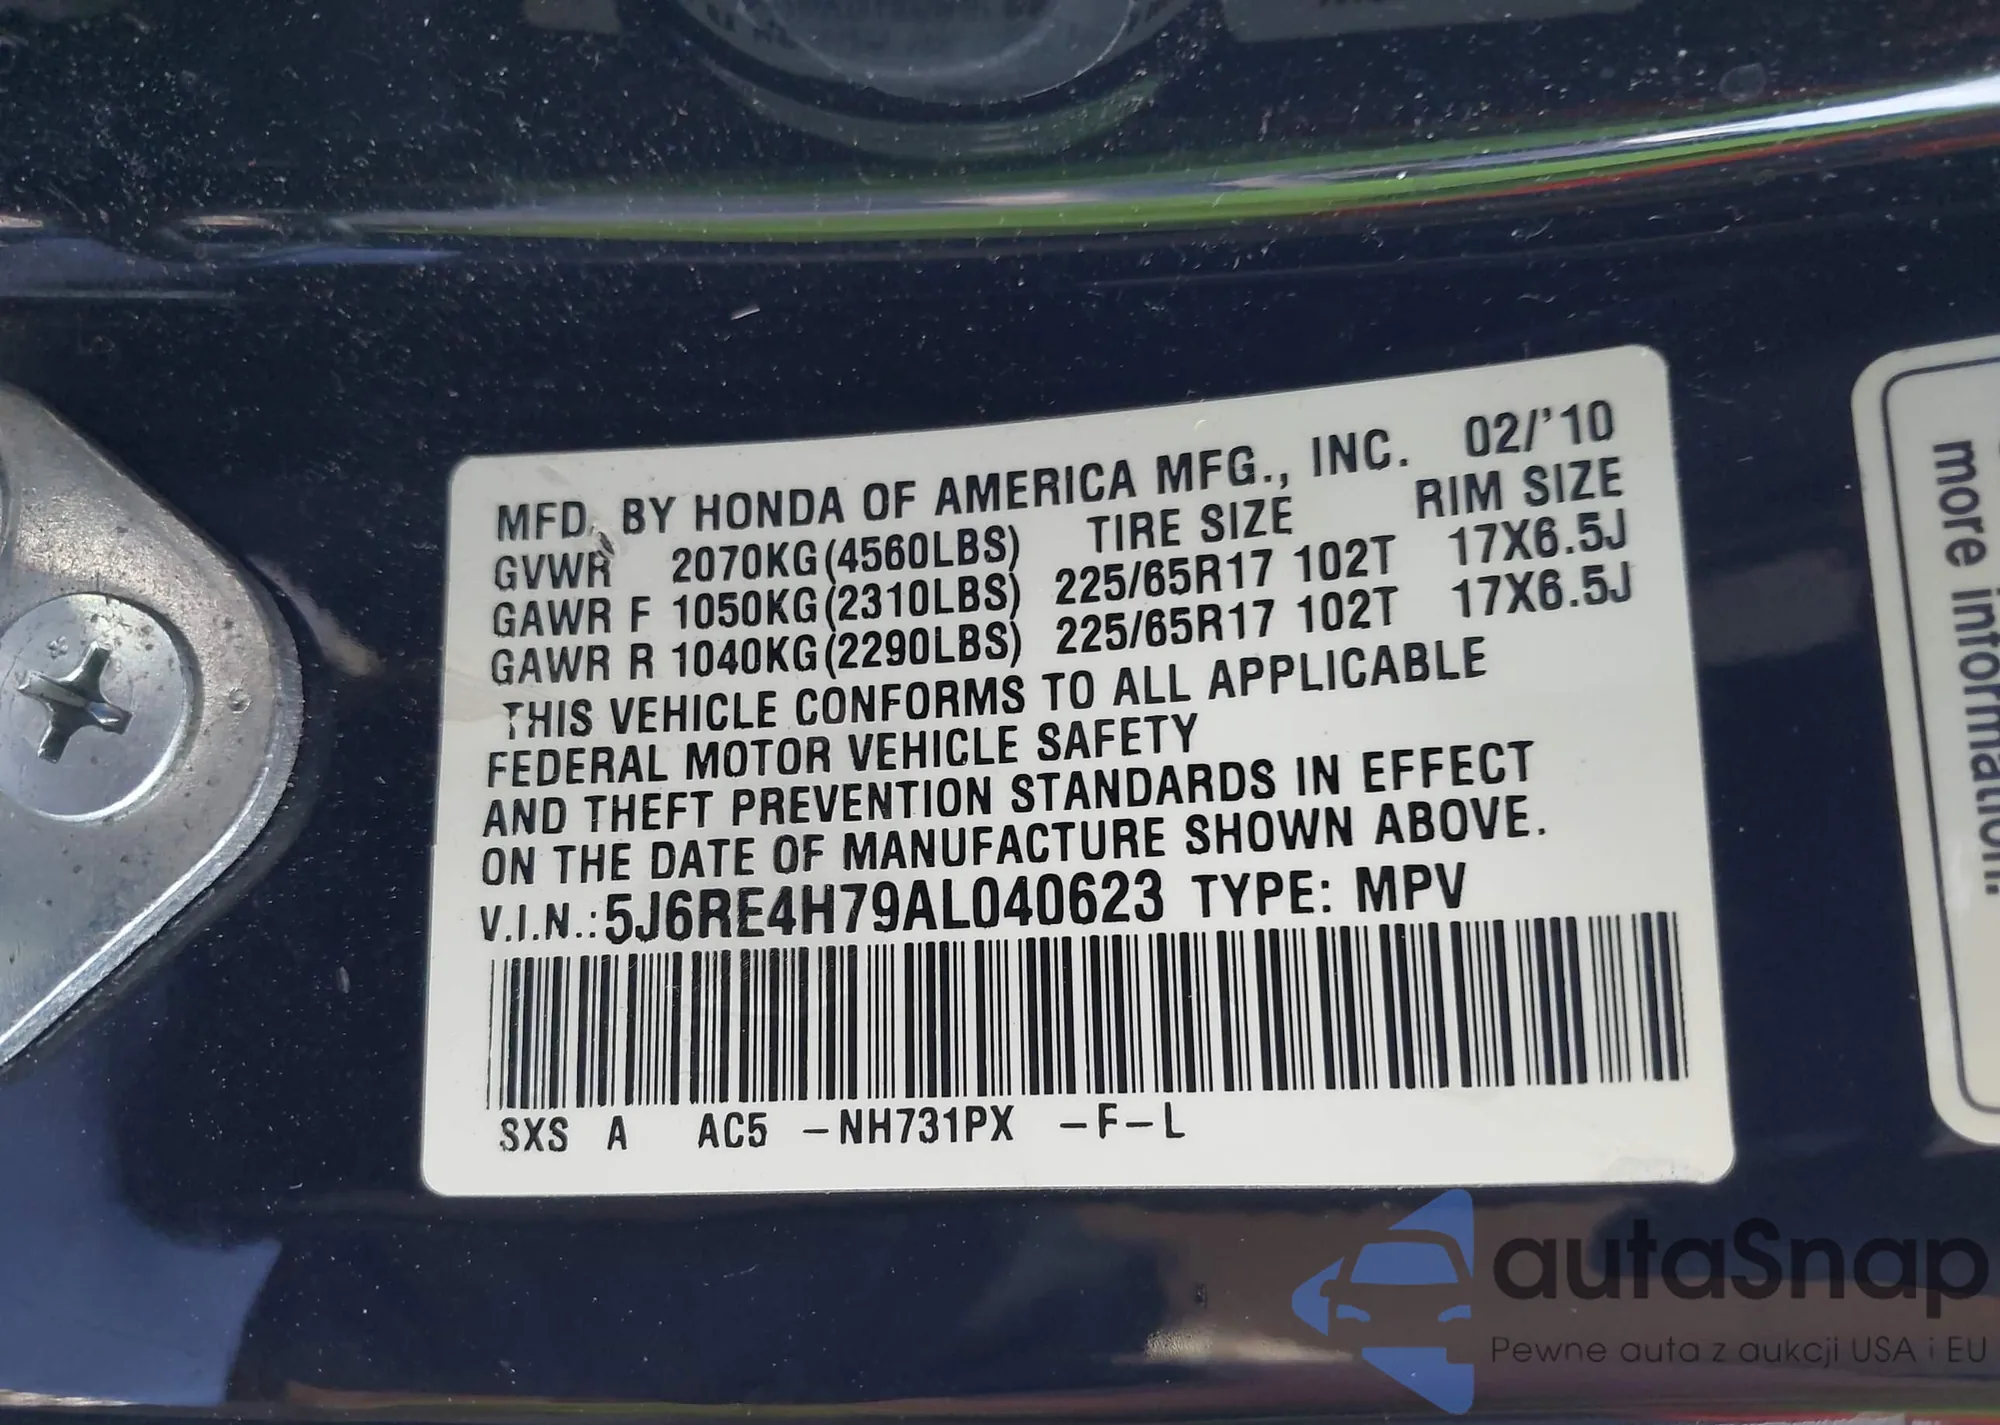 MFD. BY HONDA OF AMERICA MFG., INC. 02/'10
GVWR 2070KG(4560LBS) TIRE SIZE RIM SIZE
GAWR F 1050KG(2310LBS) 225/65R17 102T 17X6.5J
GAWR R 1040KG(2290LBS) 225/65R17 102T 17X6.5J
THIS VEHICLE CONFORMS TO ALL APPLICABLE
FEDERAL MOTOR VEHICLE SAFETY
AND THEFT PREVENTION STANDARDS IN EFFECT
ON THE DATE OF MANUFACTURE SHOWN ABOVE.
V.I.N.:5J6RE4H79AL040623 TYPE: MPV
SXS A AC5 -NH731PX -F-L
more information.
autaSnap
Pewne auta z aukcji USA i EU